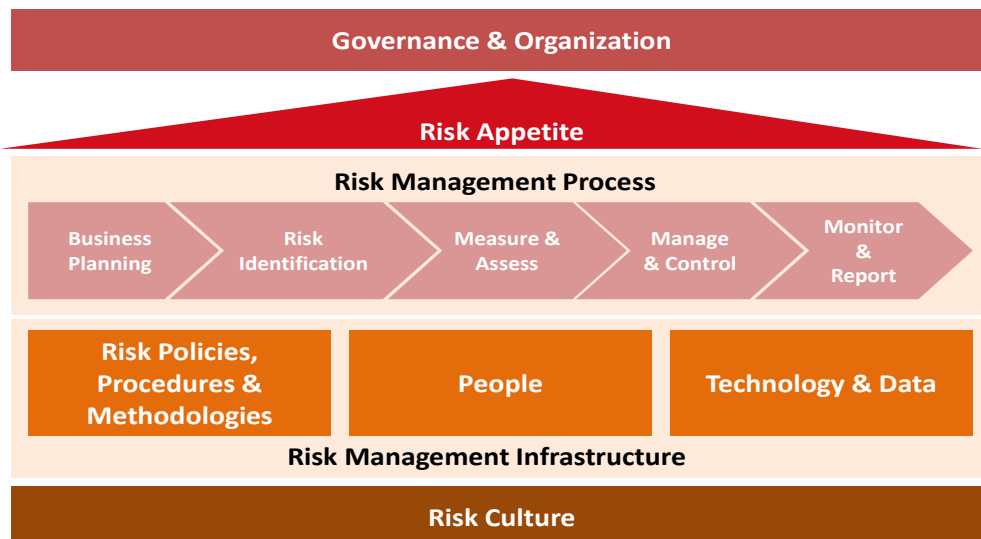 Governance & Organization
Risk Appetite
Risk Management Process
Business
Planning
Risk
Identification
Measure &
Assess
Manage
& Control
Monitor
&
Report
Risk Policies,
Procedures &
Methodologies
People
Technology & Data
Risk Management Infrastructure
Risk Culture